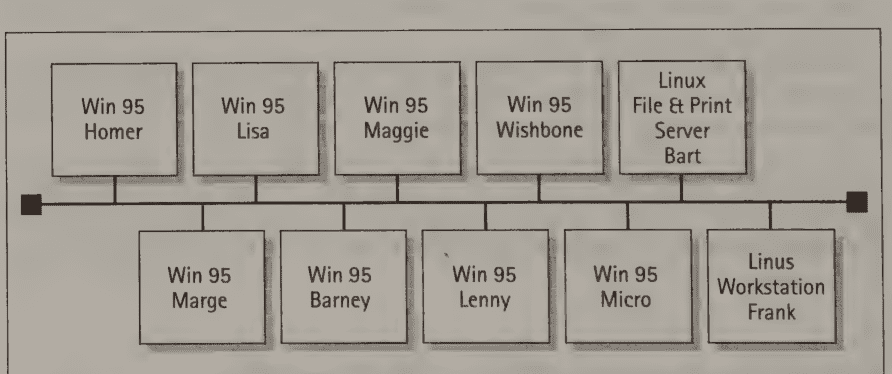 Win 95
Homer
Win 95
Lisa
Win 95
Maggie
Win 95
Wishbone
Linux
File & Print
Server
Bart
Win 95
Marge
Win 95
Barney
Win 95
Lenny
Win 95
Micro
Linus
Workstation
Frank